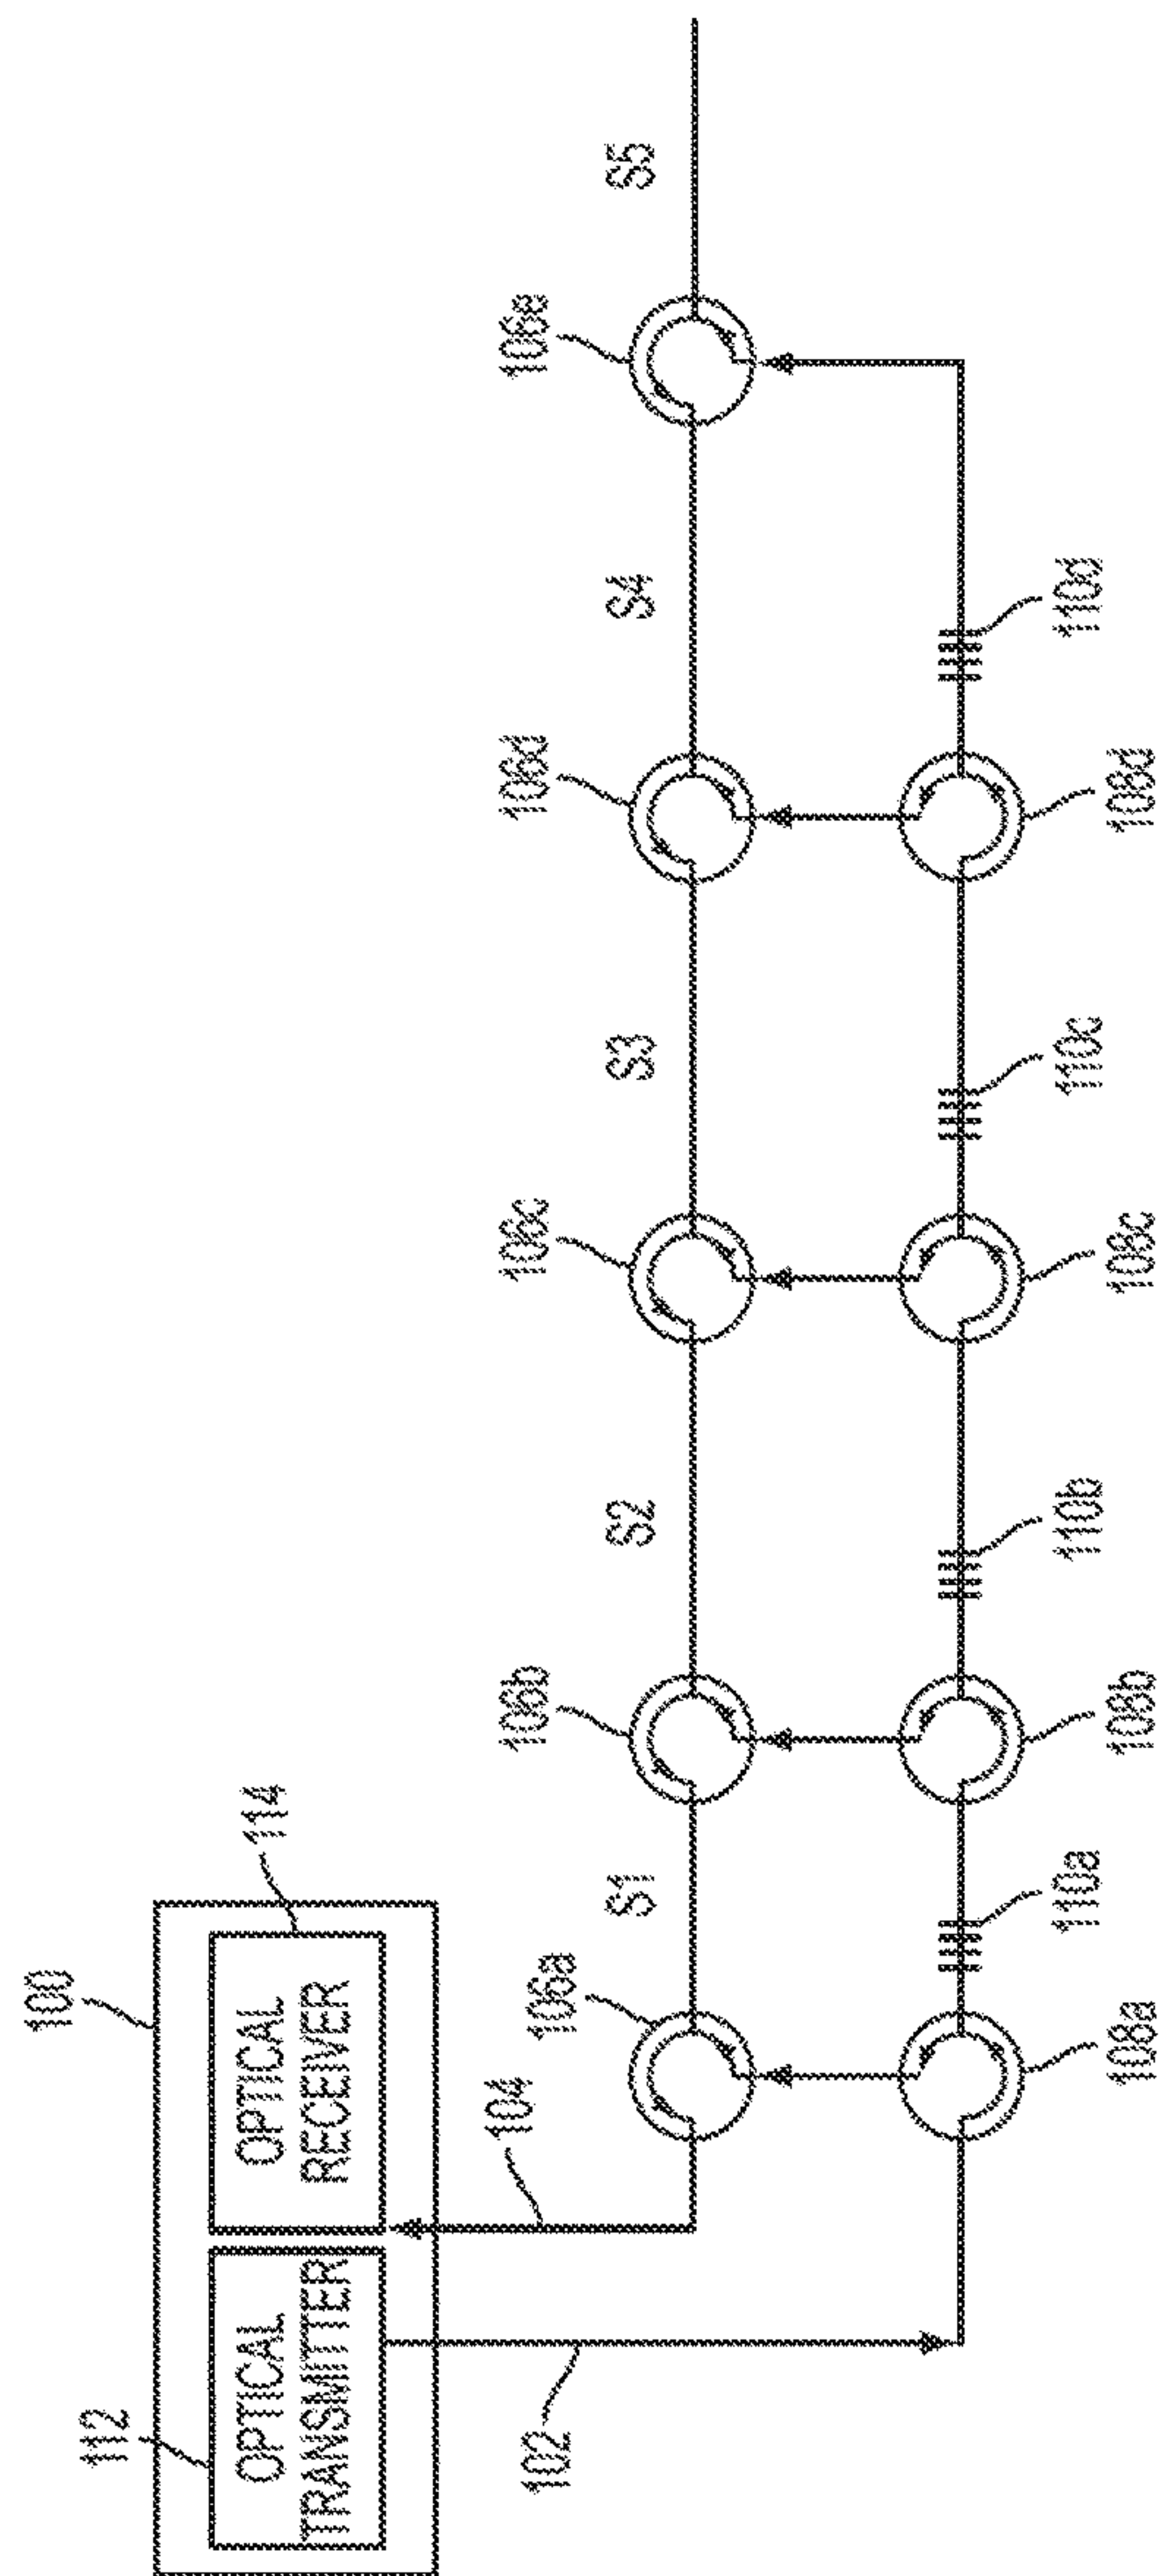 100
112
OPTICAL
TRANSMITTER
OPTICAL
RECEIVER
114
102
104
106a
S1
106b
S2
106c
S3
106d
S4
106e
S5
108a
110a
108b
110b
108c
110c
108d
110d